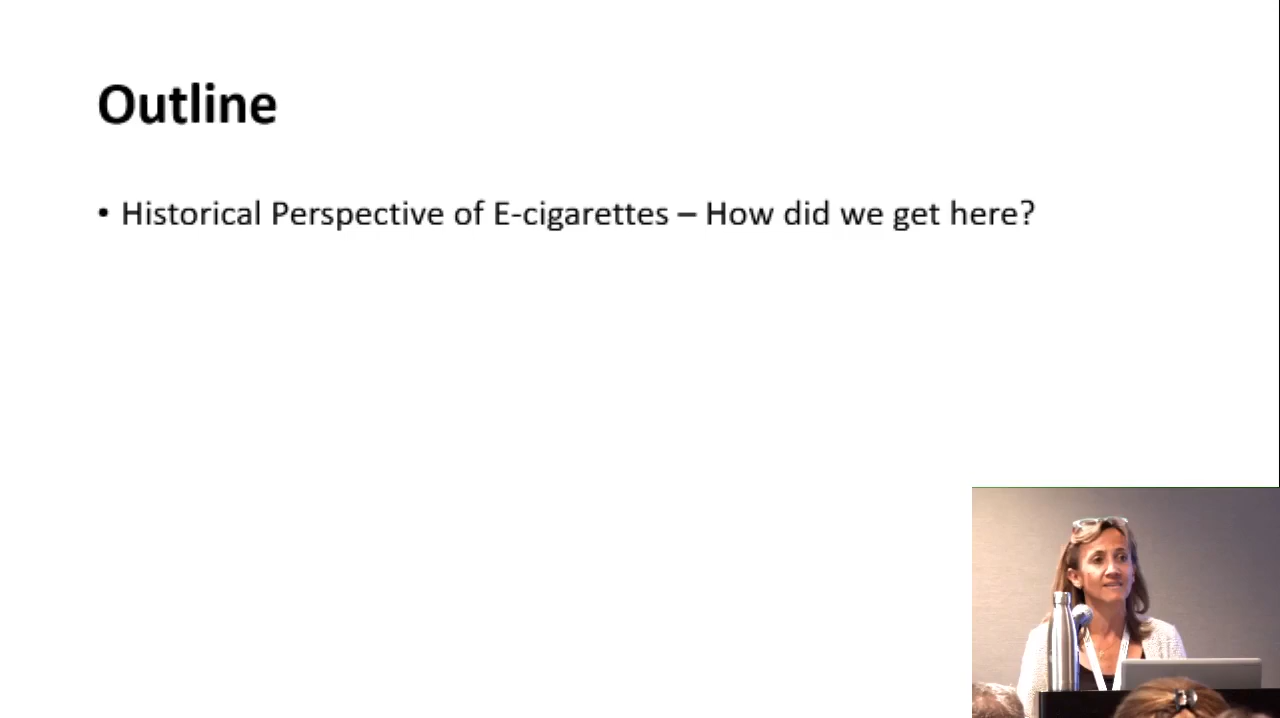 Outline
• Historical Perspective of E-cigarettes – How did we get here?